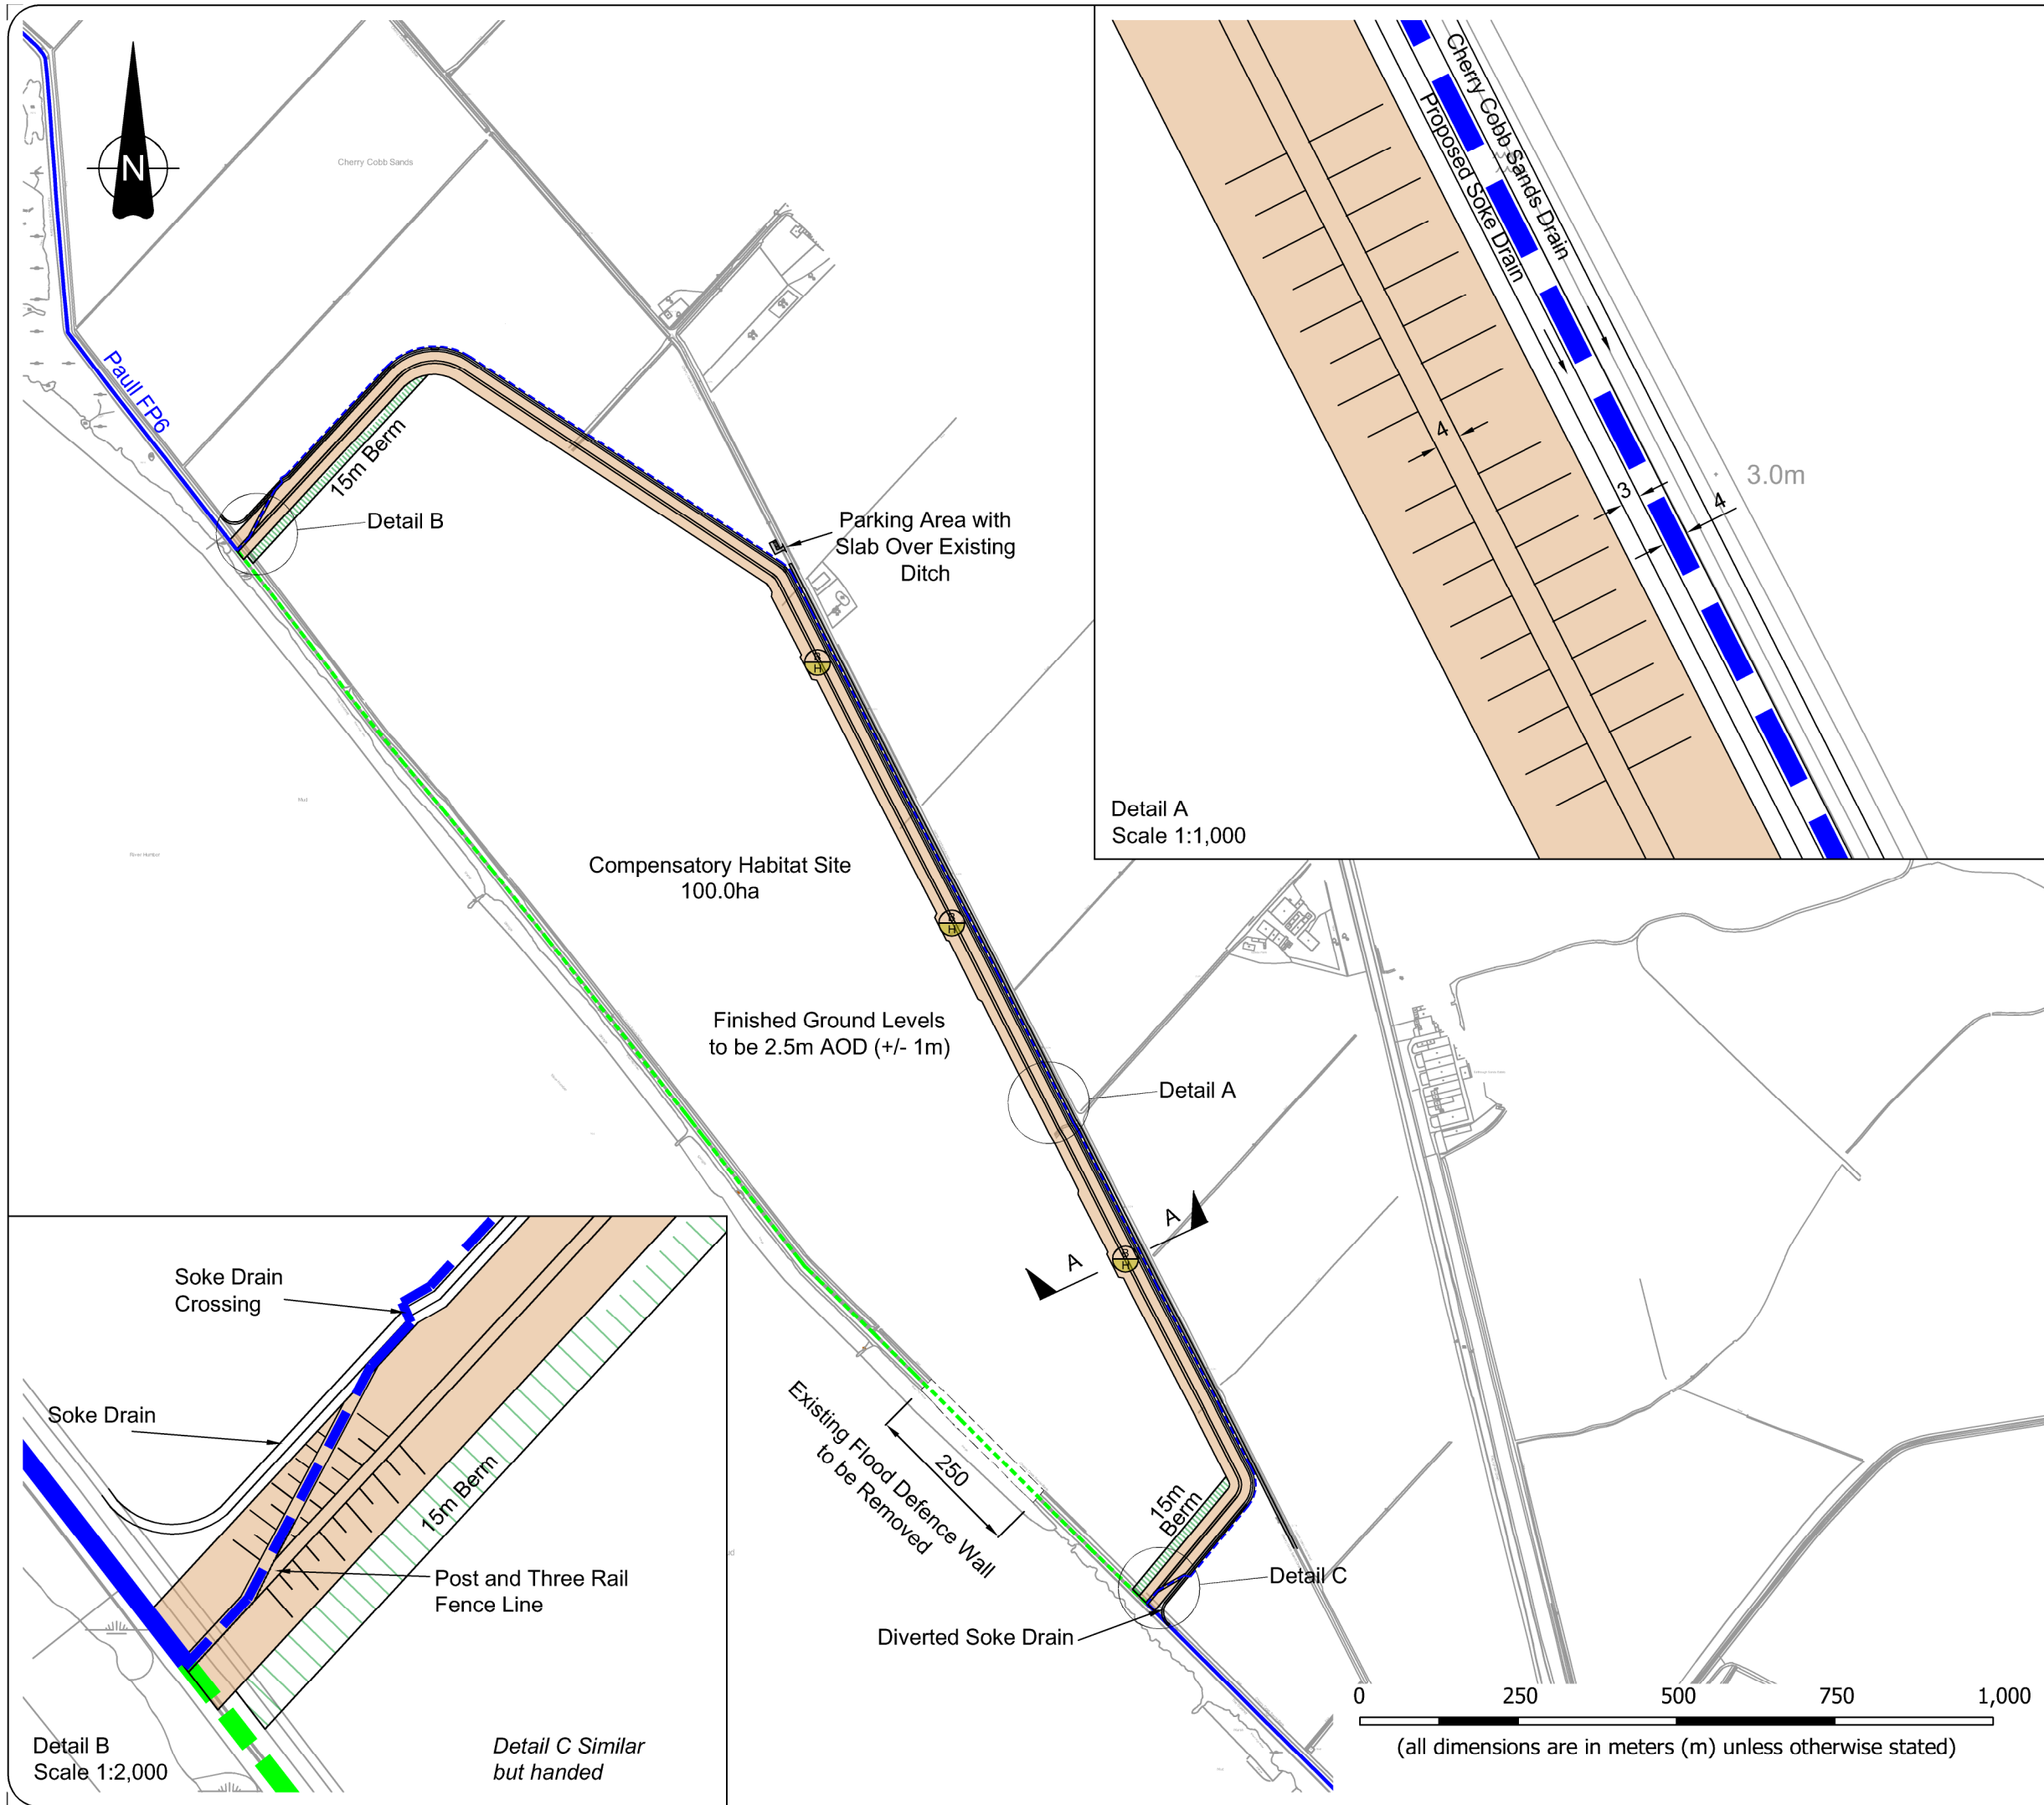 N
Cherry Cobb Sands
Paull FP6
15m Berm
Detail B
Parking Area with
Slab Over Existing
Ditch
B
H
Mud
River Humber
Compensatory Habitat Site
100.0ha
B
H
Finished Ground Levels
to be 2.5m AOD (+/- 1m)
Detail A
A
A
B
H
Existing Flood Defence Wall
to be Removed
250
15m
Berm
Detail C
Diverted Soke Drain
Cherry Cobb Sands Drain
Proposed Soke Drain
4
3
4
3.0m
Detail A
Scale 1:1,000
Soke Drain
Crossing
Soke Drain
15m Berm
Post and Three Rail
Fence Line
Detail B
Scale 1:2,000
Detail C Similar
but handed
0 250 500 750 1,000
(all dimensions are in meters (m) unless otherwise stated)